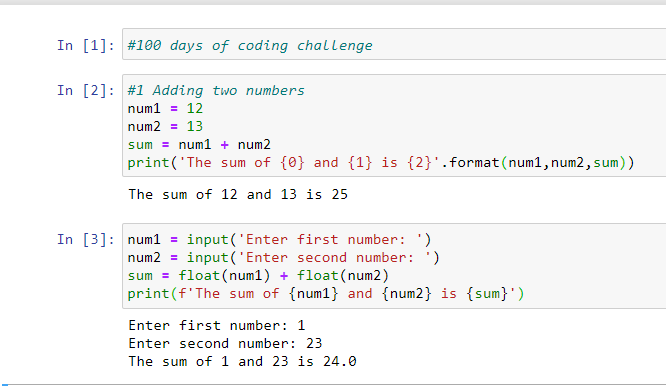 In [1]: #100 days of coding challenge
In [2]: #1 Adding two numbers
num1 = 12
num2 = 13
sum = num1 + num2
print('The sum of {0} and {1} is {2}'.format(num1,num2,sum))
The sum of 12 and 13 is 25
In [3]: num1 = input('Enter first number: ')
num2 = input('Enter second number: ')
sum = float(num1) + float(num2)
print(f'The sum of {num1} and {num2} is {sum}')
Enter first number: 1
Enter second number: 23
The sum of 1 and 23 is 24.0